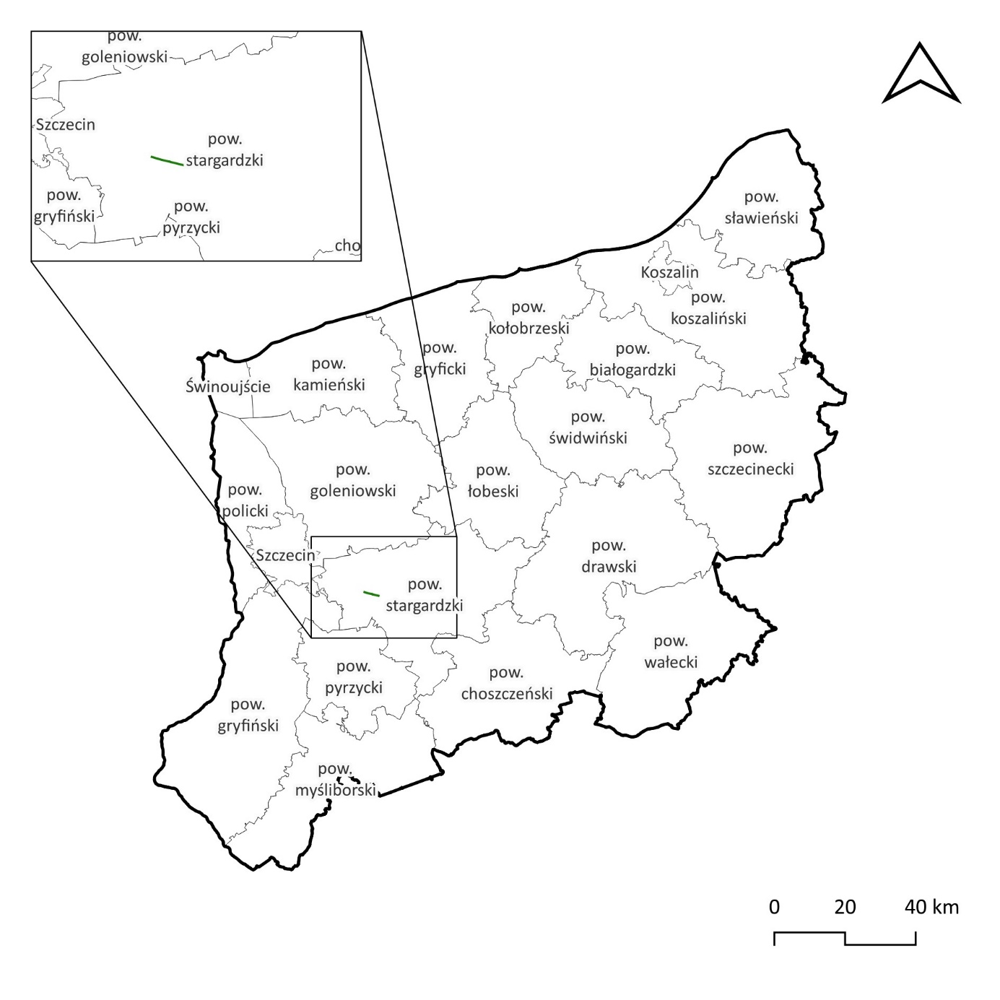 pow.
goleniowski
Szczecin
pow.
stargardzki
pow.
gryfiński
pow.
pyrzycki
cho
pow.
sławieński
Koszalin
pow.
koszaliński
pow.
kołobrzeski
pow.
białogardzki
pow.
gryficki
pow.
kamieński
Świnoujście
pow.
świdwiński
pow.
szczecinecki
pow.
goleniowski
pow.
łobeski
pow.
policki
Szczecin
pow.
drawski
pow.
stargardzki
pow.
wałecki
pow.
pyrzycki
pow.
choszczeński
pow.
gryfiński
pow.
myśliborski
0 20 40 km